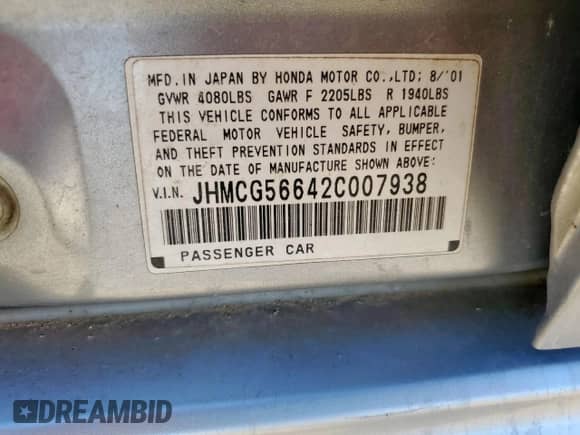 MFD. IN JAPAN BY HONDA MOTOR CO.,LTD; 8/'01
GVWR 4080LBS GAWR F 2205LBS R 1940LBS
THIS VEHICLE CONFORMS TO ALL APPLICABLE
FEDERAL MOTOR VEHICLE SAFETY, BUMPER,
AND THEFT PREVENTION STANDARDS IN EFFECT
ON THE DATE OF MANUFACTURE SHOWN ABOVE:
V.I.N. JHMCG56642C007938
PASSENGER CAR
DREAMBID